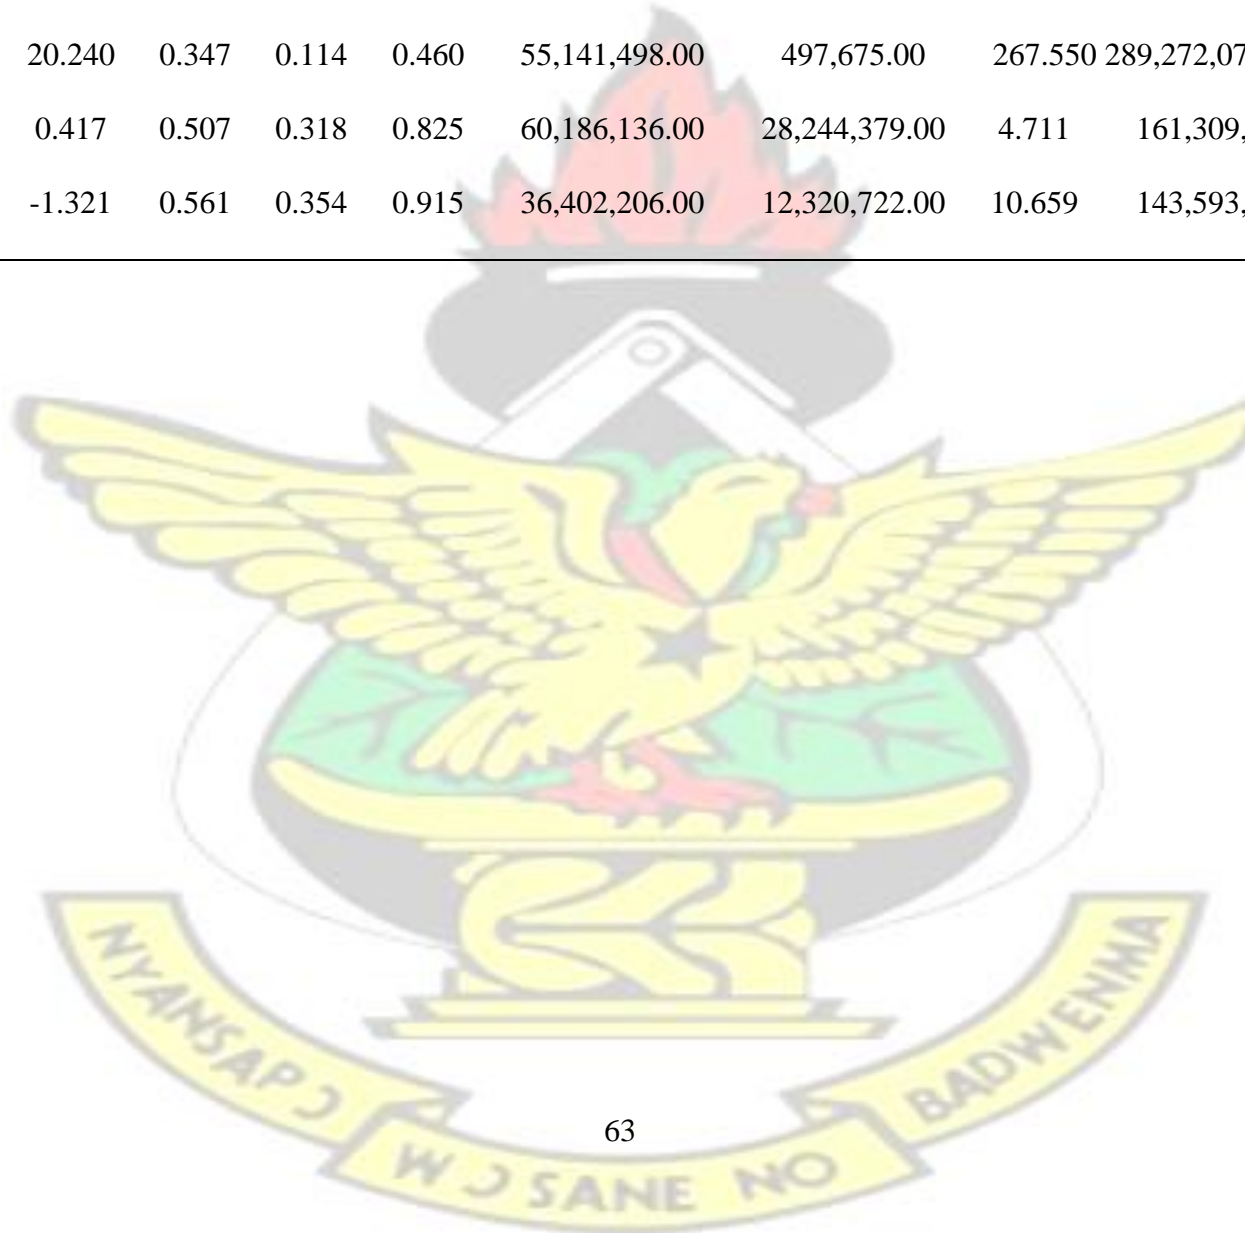 20.240 0.347 0.114 0.460 55,141,498.00 497,675.00 267.550 289,272,07
0.417 0.507 0.318 0.825 60,186,136.00 28,244,379.00 4.711 161,309,
-1.321 0.561 0.354 0.915 36,402,206.00 12,320,722.00 10.659 143,593,
NYANSAPƆ WƆ SANE NO BADWENMA
63